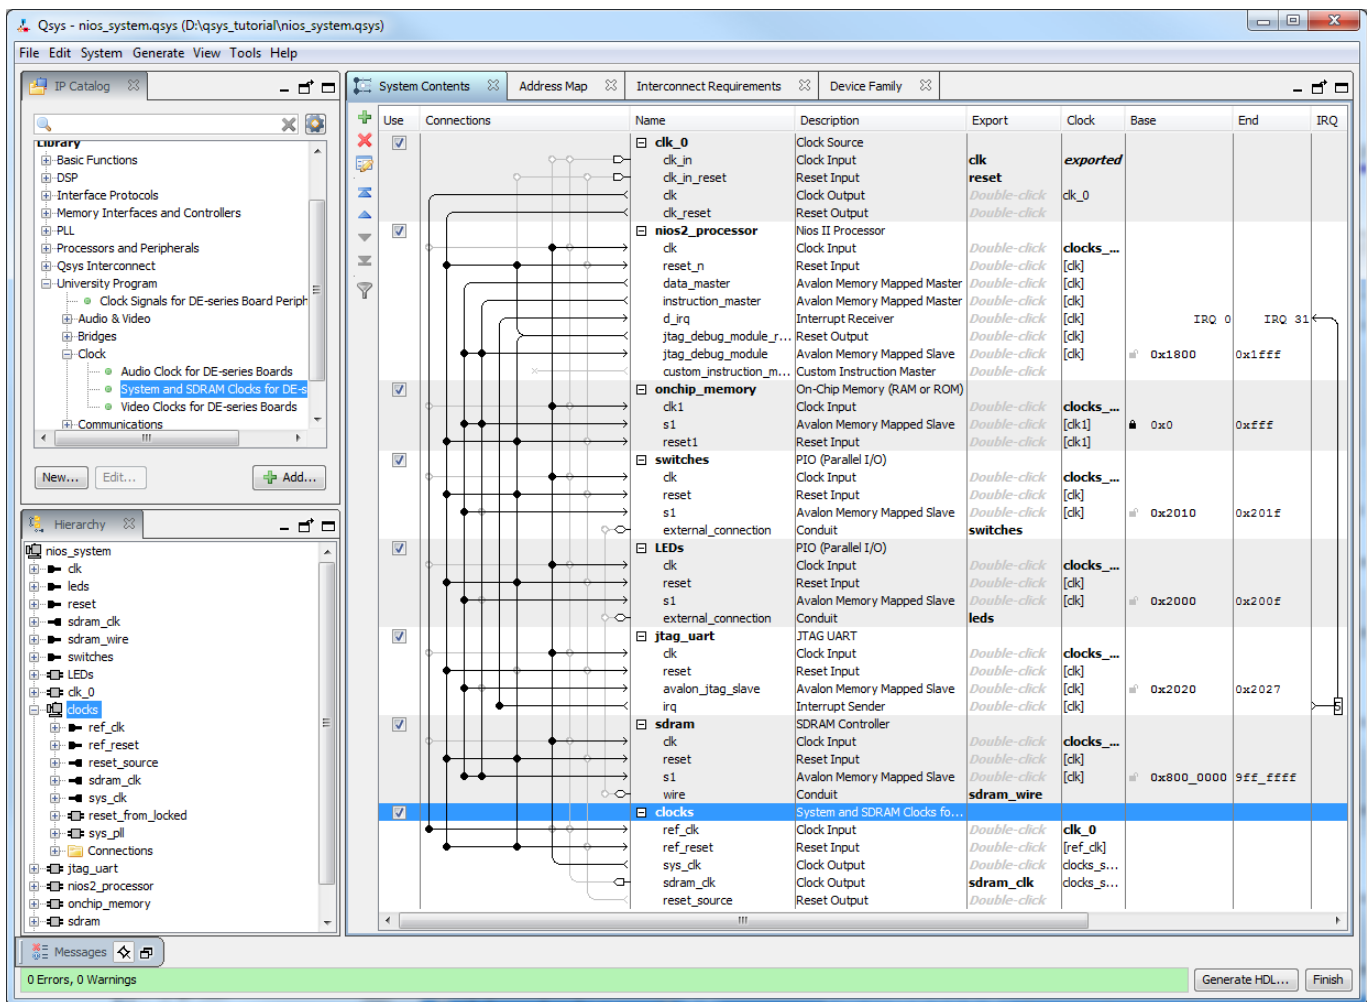 Qsys - nios_system.qsys (D:\qsys_tutorial\nios_system.qsys)
File Edit System Generate View Tools Help
IP Catalog
Library
Basic Functions
DSP
Interface Protocols
Memory Interfaces and Controllers
PLL
Processors and Peripherals
Qsys Interconnect
University Program
Clock Signals for DE-series Board Periph
Audio & Video
Bridges
Clock
Audio Clock for DE-series Boards
System and SDRAM Clocks for DE-s
Video Clocks for DE-series Boards
Communications
New... Edit... Add...
Hierarchy
nios_system
clk
leds
reset
sdram_clk
sdram_wire
switches
LEDs
clk_0
clocks
ref_clk
ref_reset
reset_source
sdram_clk
sys_clk
reset_from_locked
sys_pll
Connections
jtag_uart
nios2_processor
onchip_memory
sdram
System Contents Address Map Interconnect Requirements Device Family
Use Connections Name Description Export Clock Base End IRQ
clk_0 Clock Source
clk_in Clock Input clk exported
clk_in_reset Reset Input reset
clk Clock Output Double-click clk_0
clk_reset Reset Output Double-click
nios2_processor Nios II Processor
clk Clock Input Double-click clocks_...
reset_n Reset Input Double-click [clk]
data_master Avalon Memory Mapped Master Double-click [clk]
instruction_master Avalon Memory Mapped Master Double-click [clk]
d_irq Interrupt Receiver Double-click [clk] IRQ 0 IRQ 31
jtag_debug_module_r... Reset Output Double-click [clk]
jtag_debug_module Avalon Memory Mapped Slave Double-click [clk] 0x1800 0x1fff
custom_instruction_m... Custom Instruction Master Double-click
onchip_memory On-Chip Memory (RAM or ROM)
clk1 Clock Input Double-click clocks_...
s1 Avalon Memory Mapped Slave Double-click [clk1] 0x0 0xfff
reset1 Reset Input Double-click [clk1]
switches PIO (Parallel I/O)
clk Clock Input Double-click clocks_...
reset Reset Input Double-click [clk]
s1 Avalon Memory Mapped Slave Double-click [clk] 0x2010 0x201f
external_connection Conduit switches
LEDs PIO (Parallel I/O)
clk Clock Input Double-click clocks_...
reset Reset Input Double-click [clk]
s1 Avalon Memory Mapped Slave Double-click [clk] 0x2000 0x200f
external_connection Conduit leds
jtag_uart JTAG UART
clk Clock Input Double-click clocks_...
reset Reset Input Double-click [clk]
avalon_jtag_slave Avalon Memory Mapped Slave Double-click [clk] 0x2020 0x2027
irq Interrupt Sender Double-click [clk] 5
sdram SDRAM Controller
clk Clock Input Double-click clocks_...
reset Reset Input Double-click [clk]
s1 Avalon Memory Mapped Slave Double-click [clk] 0x800_0000 9ff_ffff
wire Conduit sdram_wire
clocks System and SDRAM Clocks fo...
ref_clk Clock Input Double-click clk_0
ref_reset Reset Input Double-click [ref_clk]
sys_clk Clock Output Double-click clocks_s...
sdram_clk Clock Output sdram_clk clocks_s...
reset_source Reset Output Double-click
Messages
0 Errors, 0 Warnings
Generate HDL... Finish